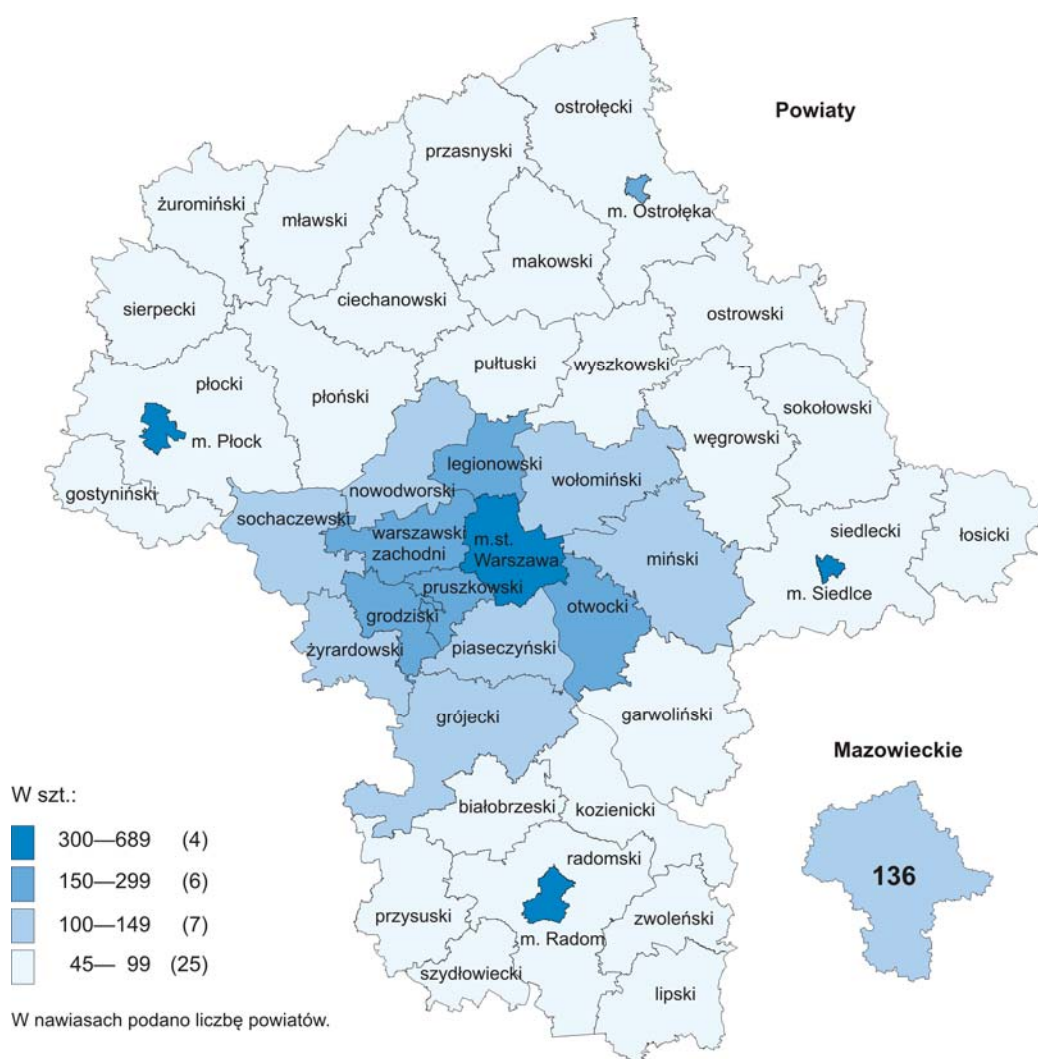 Powiaty
ostrołęcki
przasnyski
żuromiński
mławski
m. Ostrołęka
makowski
ciechanowski
sierpecki
ostrowski
pułtuski
wyszkowski
płocki
płoński
sokołowski
m. Płock
węgrowski
legionowski
wołomiński
gostyniński
nowodworski
sochaczewski
siedlecki
warszawski
zachodni
m.st.
Warszawa
łosicki
miński
m. Siedlce
pruszkowski
otwocki
grodziski
żyrardowski
piaseczyński
grójecki
garwoliński
Mazowieckie
136
białobrzeski
kozienicki
radomski
przysuski
zwoleński
m. Radom
szydłowiecki
lipski
W szt.:
300—689 (4)
150—299 (6)
100—149 (7)
45— 99 (25)
W nawiasach podano liczbę powiatów.